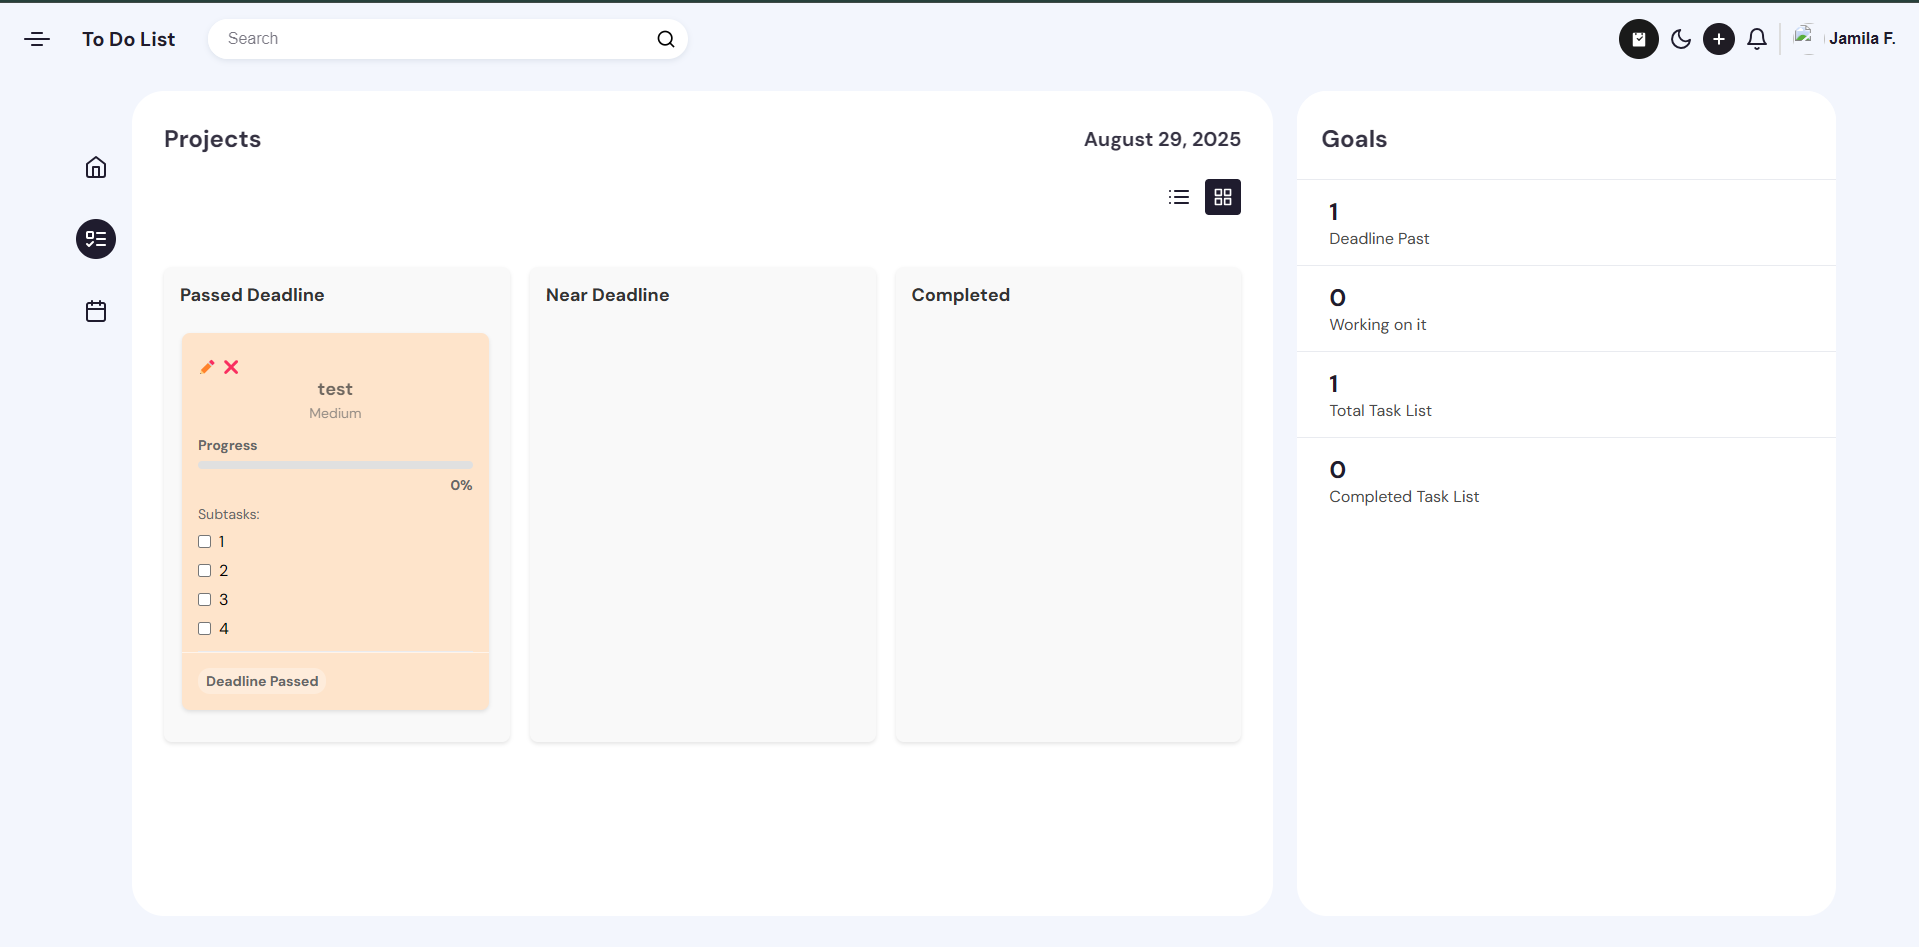 To Do List
Search
Jamila F.
Projects
August 29, 2025
Passed Deadline
test
Medium
Progress
0%
Subtasks:
1
2
3
4
Deadline Passed
Near Deadline
Completed
Goals
1
Deadline Past
0
Working on it
1
Total Task List
0
Completed Task List